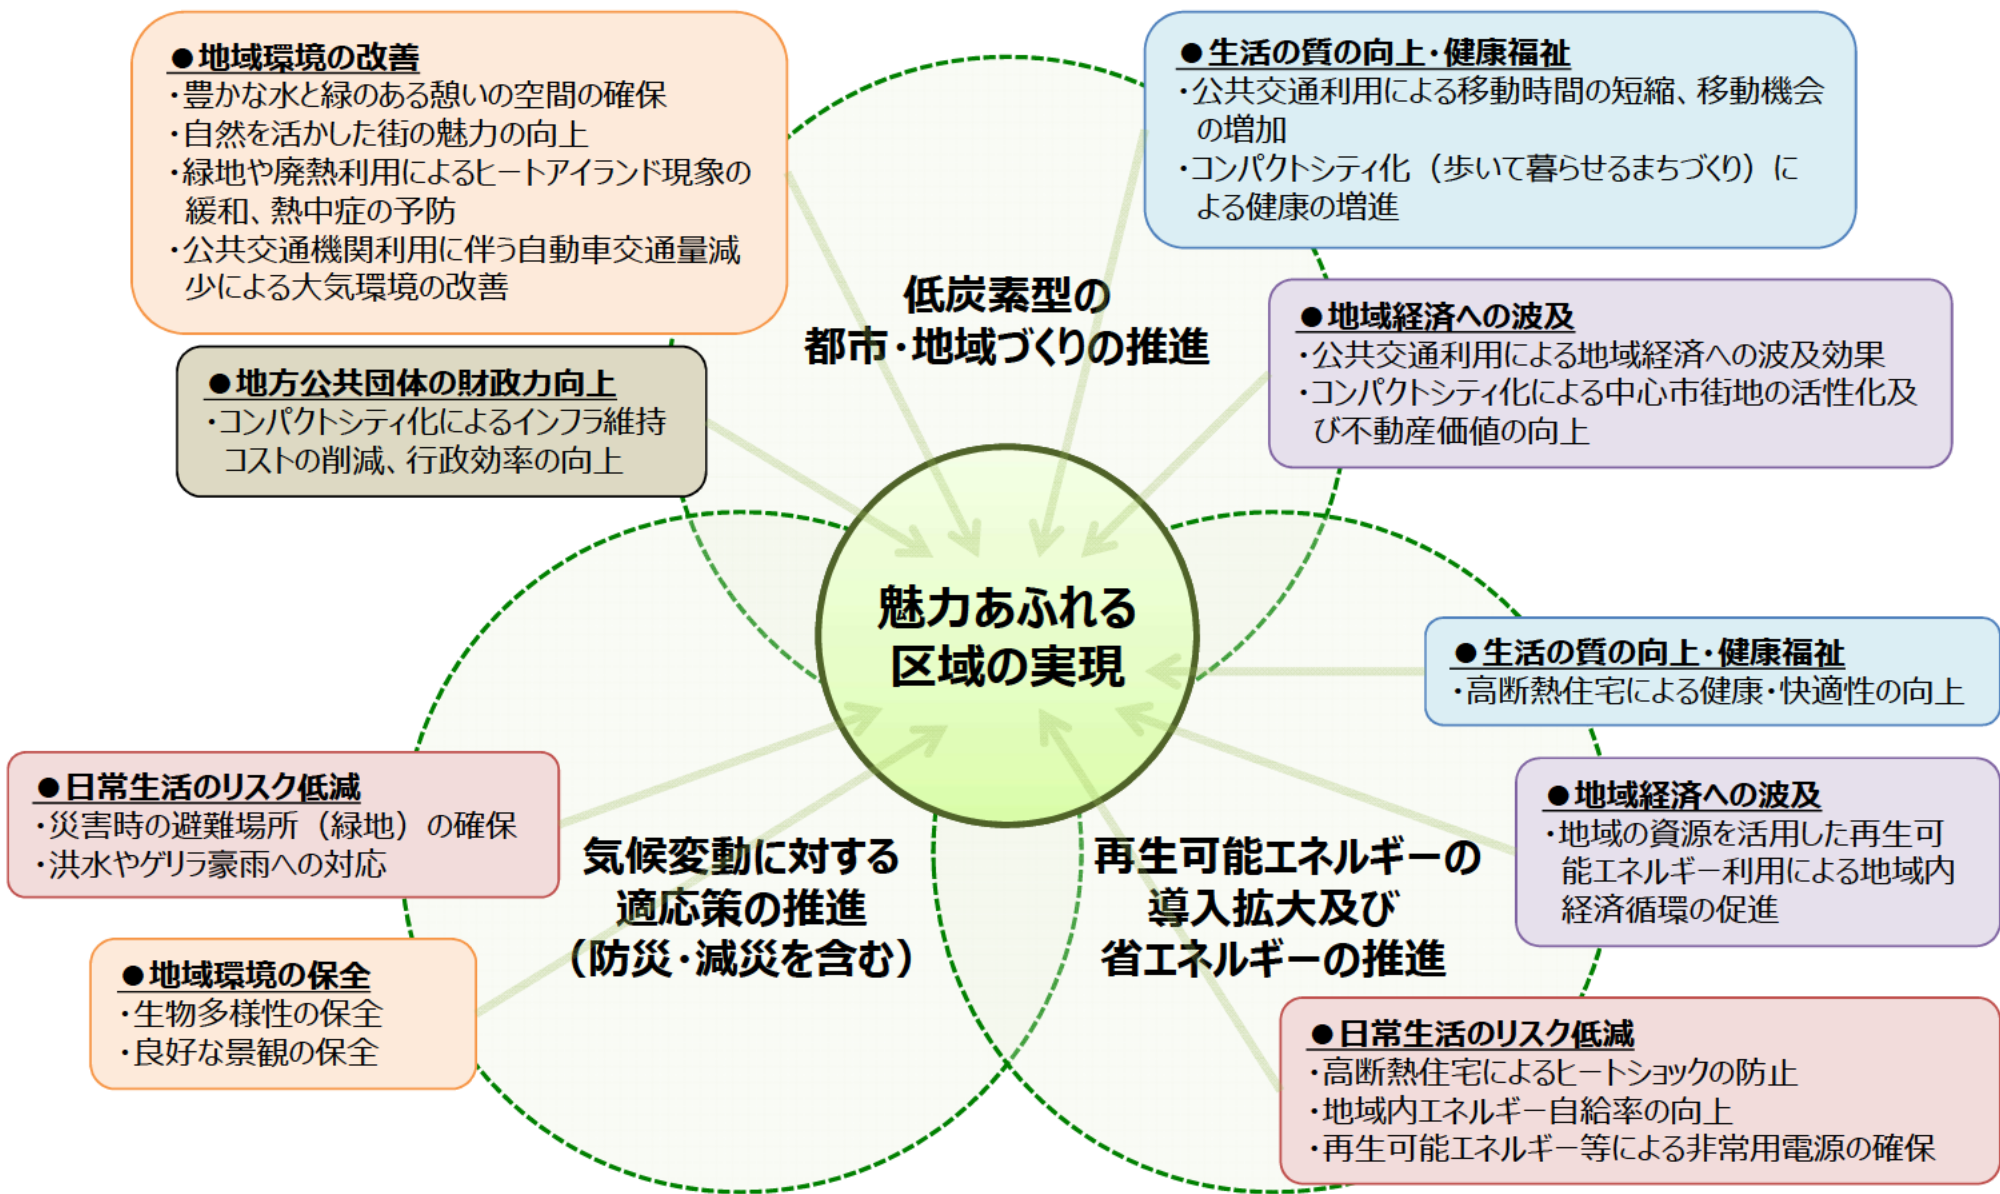 ●地域環境の改善
・豊かな水と緑のある憩いの空間の確保
・自然を活かした街の魅力の向上
・緑地や廃熱利用によるヒートアイランド現象の
緩和、熱中症の予防
・公共交通機関利用に伴う自動車交通量減
少による大気環境の改善
●生活の質の向上・健康福祉
・公共交通利用による移動時間の短縮、移動機会
の増加
・コンパクトシティ化（歩いて暮らせるまちづくり）に
よる健康の増進
低炭素型の
都市・地域づくりの推進
●地域経済への波及
・公共交通利用による地域経済への波及効果
・コンパクトシティ化による中心市街地の活性化及
び不動産価値の向上
●地方公共団体の財政力向上
・コンパクトシティ化によるインフラ維持
コストの削減、行政効率の向上
魅力あふれる
区域の実現
●生活の質の向上・健康福祉
・高断熱住宅による健康・快適性の向上
●日常生活のリスク低減
・災害時の避難場所（緑地）の確保
・洪水やゲリラ豪雨への対応
気候変動に対する
適応策の推進
（防災・減災を含む）
再生可能エネルギーの
導入拡大及び
省エネルギーの推進
●地域経済への波及
・地域の資源を活用した再生可
能エネルギー利用による地域内
経済循環の促進
●地域環境の保全
・生物多様性の保全
・良好な景観の保全
●日常生活のリスク低減
・高断熱住宅によるヒートショックの防止
・地域内エネルギー自給率の向上
・再生可能エネルギー等による非常用電源の確保